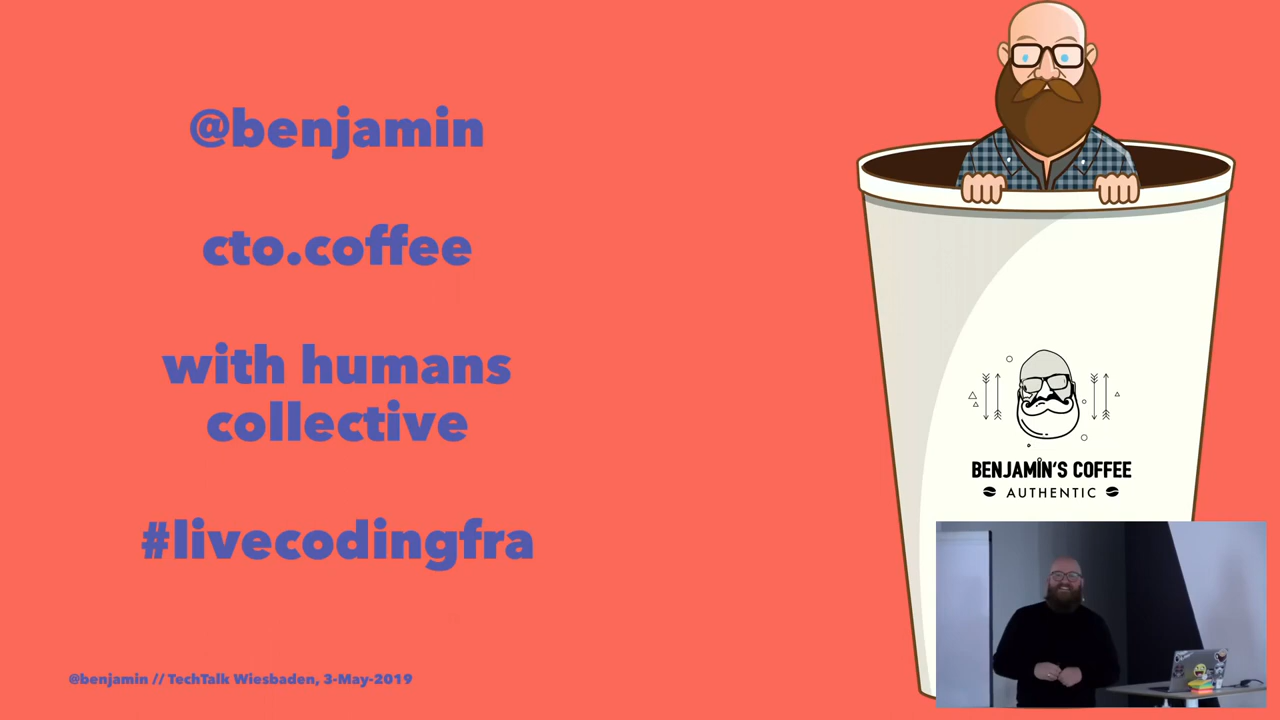 @benjamin
cto.coffee
with humans
collective
#livecodingfra
@benjamin // TechTalk Wiesbaden, 3-May-2019
BENJAMIN'S COFFEE
AUTHENTIC